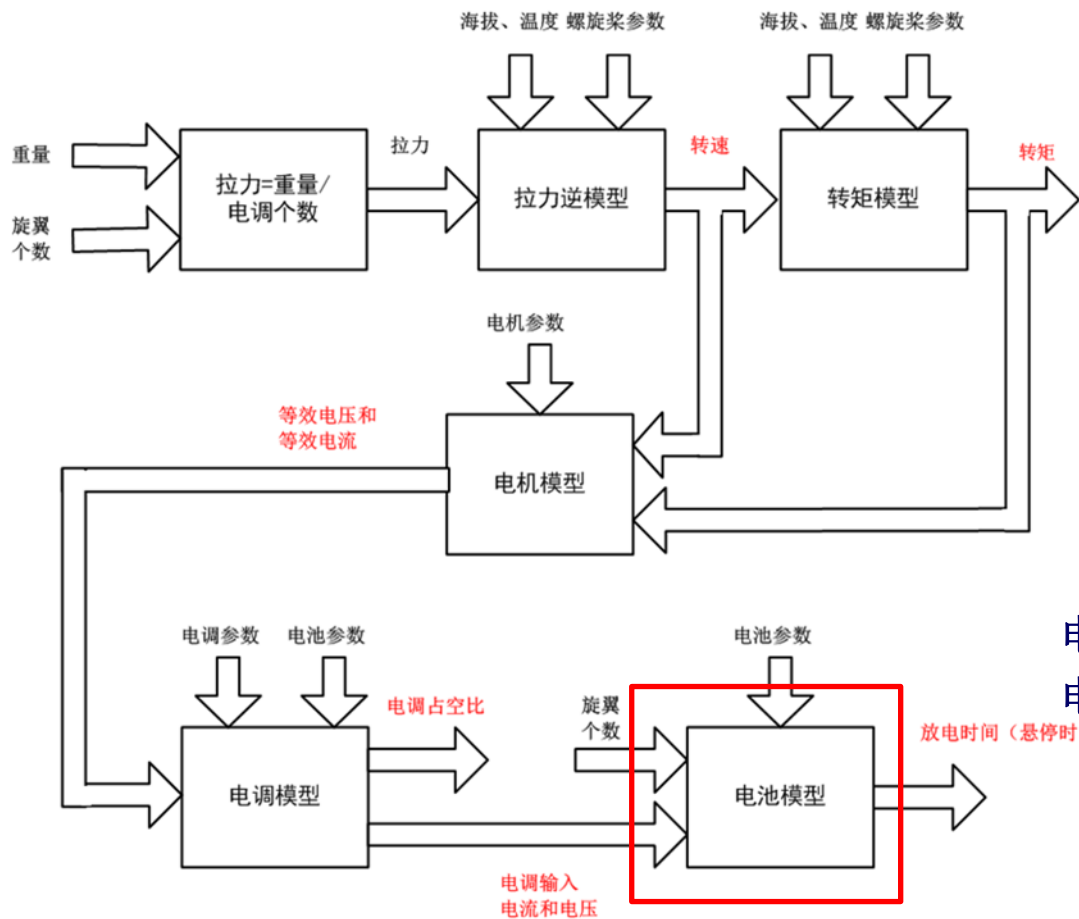 海拔、温度 螺旋桨参数
海拔、温度 螺旋桨参数
重量
旋翼
个数
拉力=重量/
电调个数
拉力
拉力逆模型
转速
转矩模型
转矩
电机参数
等效电压和
等效电流
电机模型
电调参数
电池参数
电调占空比
旋翼
个数
电池参数
电
电
放电时间（悬停时
电调模型
电池模型
电调输入
电流和电压